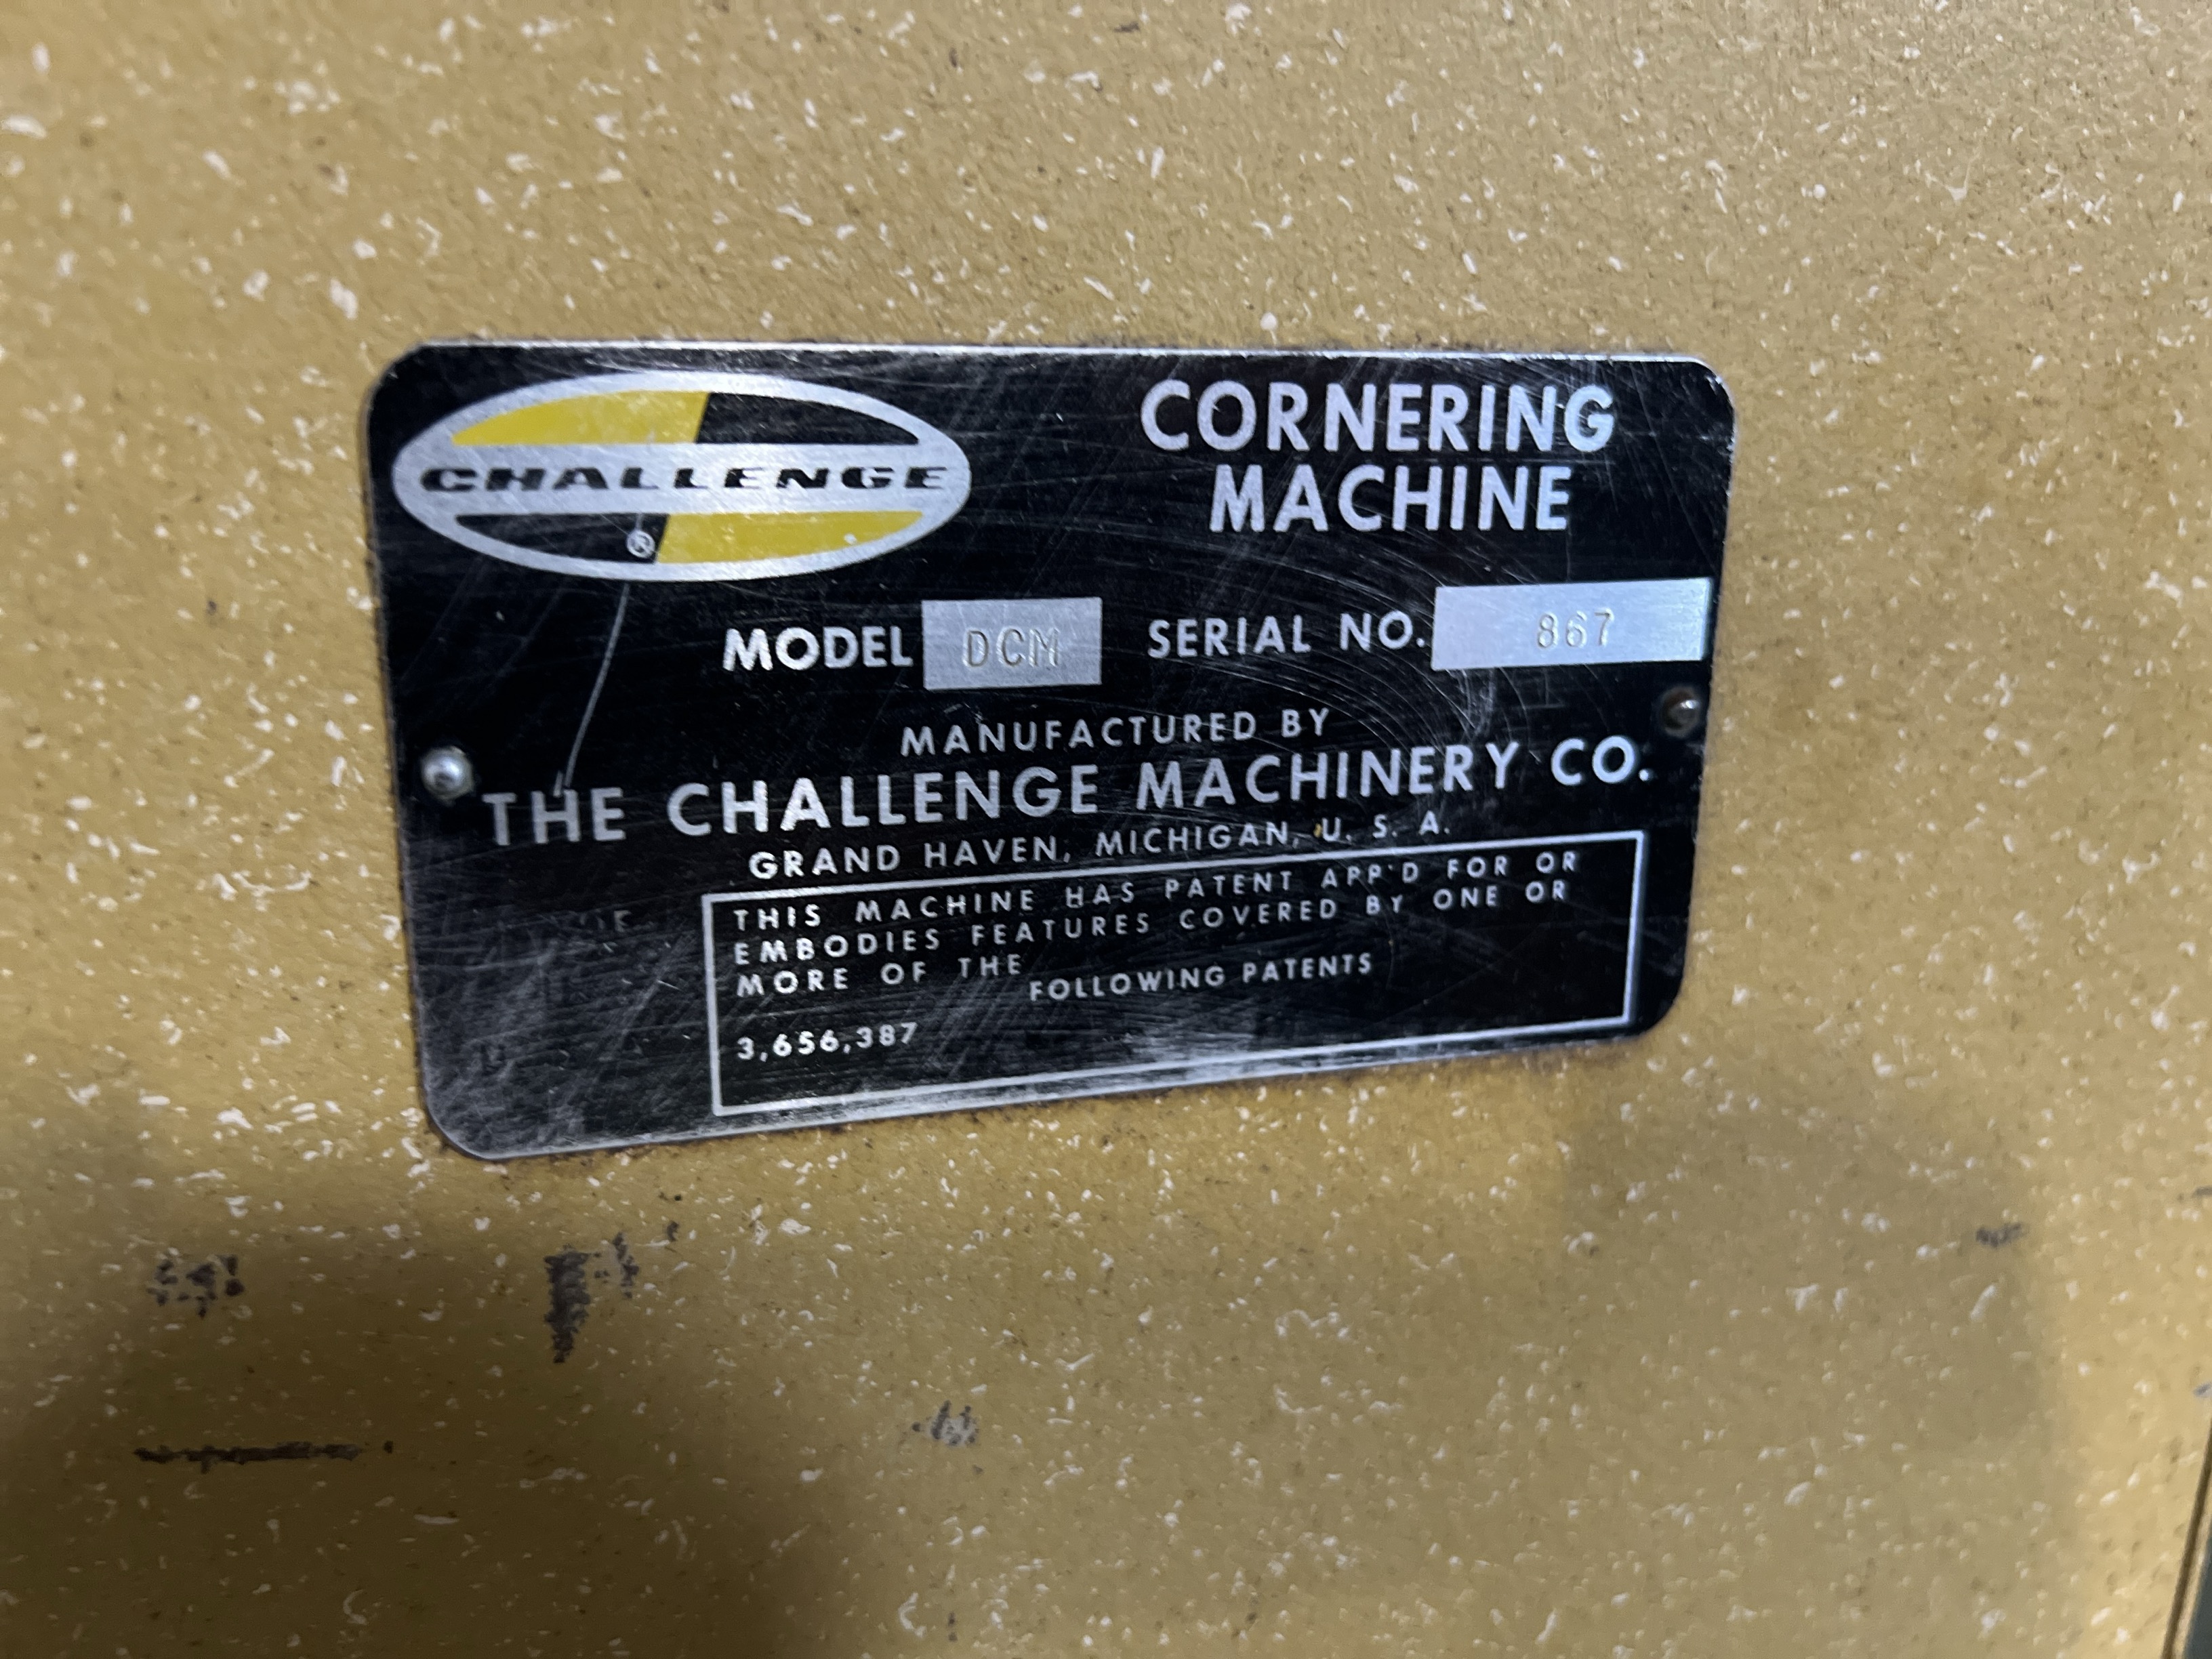 CHALLENGE
®
CORNERING
MACHINE
MODEL DCM SERIAL NO. 867
MANUFACTURED BY
THE CHALLENGE MACHINERY CO.
GRAND HAVEN, MICHIGAN, U. S. A.
THIS MACHINE HAS PATENT APP'D FOR OR
EMBODIES FEATURES COVERED BY ONE OR
MORE OF THE FOLLOWING PATENTS
3,656,387